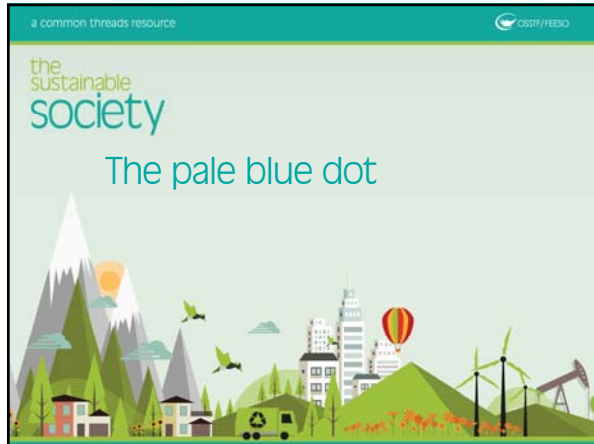 a common threads resource
OSSTF/FEESO
the
sustainable
society
The pale blue dot